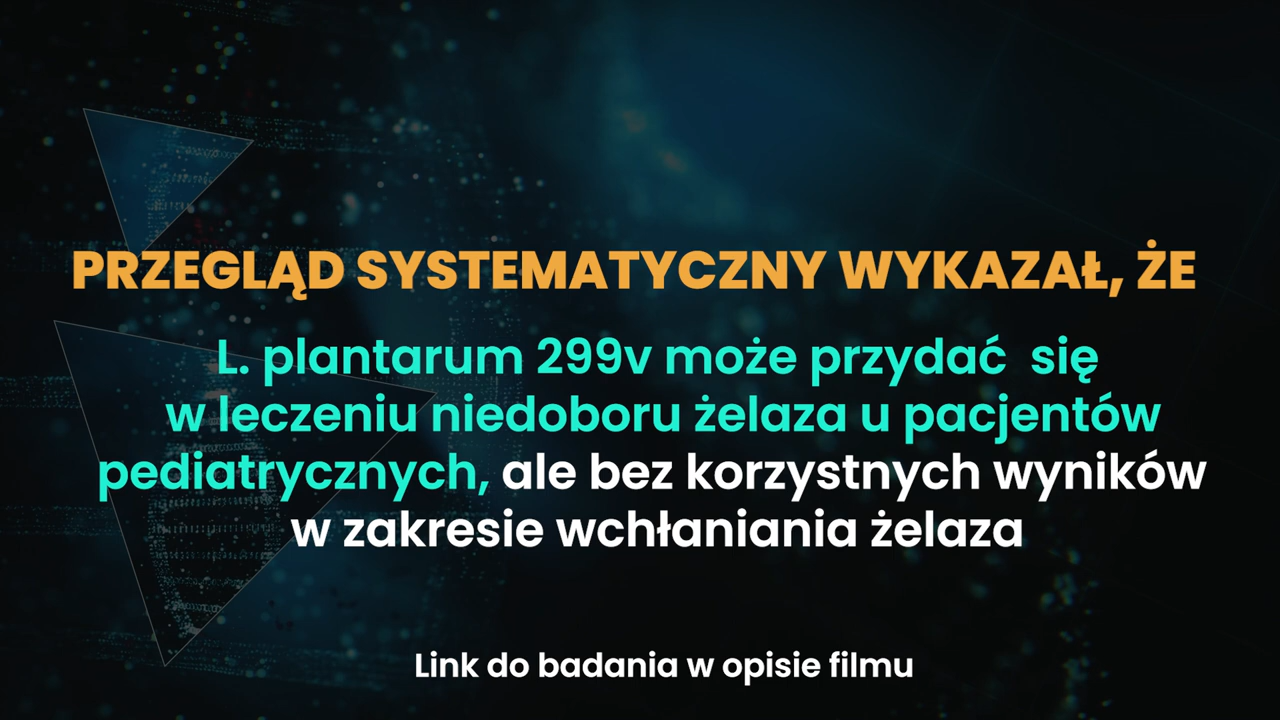 PRZEGLĄD SYSTEMATYCZNY WYKAZAŁ, ŻE
L. plantarum 299v może przydać się
w leczeniu niedoboru żelaza u pacjentów
pediatrycznych, ale bez korzystnych wyników
w zakresie wchłaniania żelaza
Link do badania w opisie filmu